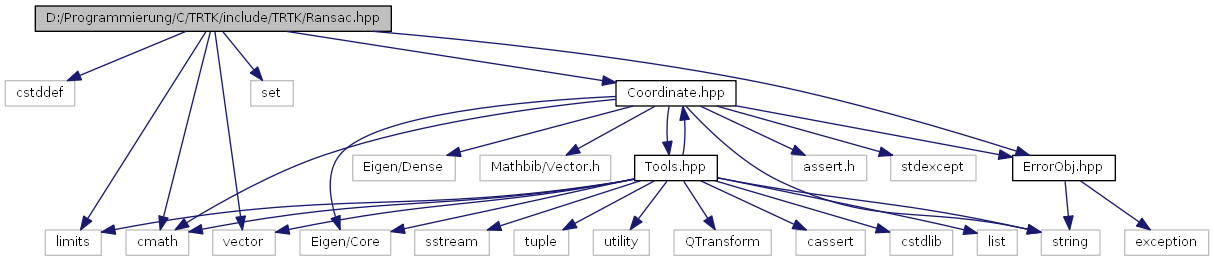 D:/Programmierung/C/TRTK/include/TRTK/Ransac.hpp
cstddef
set
Coordinate.hpp
Eigen/Dense
Mathbib/Vector.h
Tools.hpp
assert.h
stdexcept
ErrorObj.hpp
limits
cmath
vector
Eigen/Core
sstream
tuple
utility
QTransform
cassert
cstdlib
list
string
exception